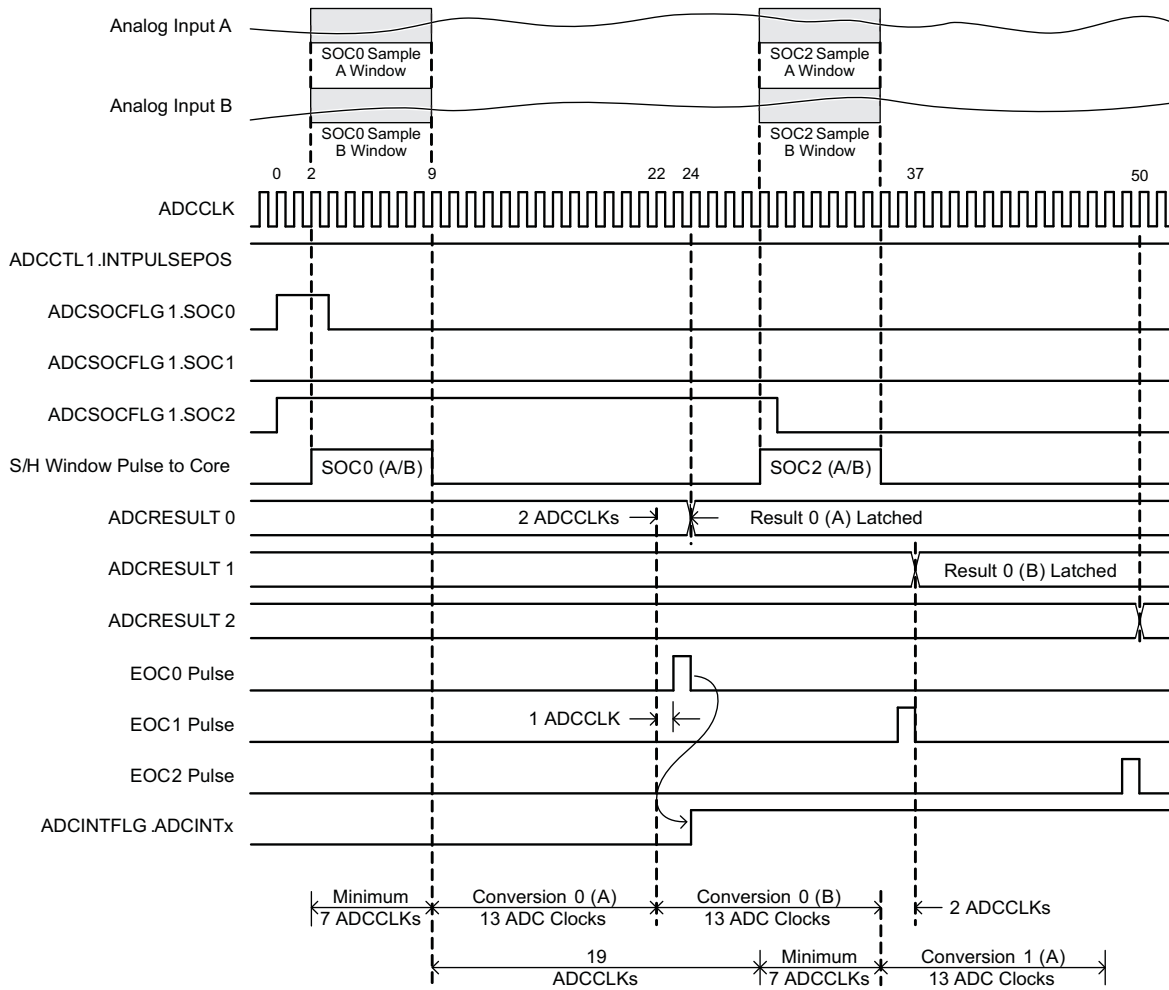 Analog Input A
SOC0 Sample
A Window
SOC2 Sample
A Window
Analog Input B
SOC0 Sample
B Window
SOC2 Sample
B Window
0 2 9 22 24 37 50
ADCCLK
ADCCTL1.INTPULSEPOS
ADCSOCFLG1.SOC0
ADCSOCFLG1.SOC1
ADCSOCFLG1.SOC2
S/H Window Pulse to Core
SOC0 (A/B)
SOC2 (A/B)
ADCRESULT 0
2 ADCCLKs
Result 0 (A) Latched
ADCRESULT 1
Result 0 (B) Latched
ADCRESULT 2
EOC0 Pulse
EOC1 Pulse
1 ADCCLK
EOC2 Pulse
ADCINTFLG.ADCINTx
Minimum
7 ADCCLKs
Conversion 0 (A)
13 ADC Clocks
Conversion 0 (B)
13 ADC Clocks
2 ADCCLKs
19
ADCCLKs
Minimum
7 ADCCLKs
Conversion 1 (A)
13 ADC Clocks